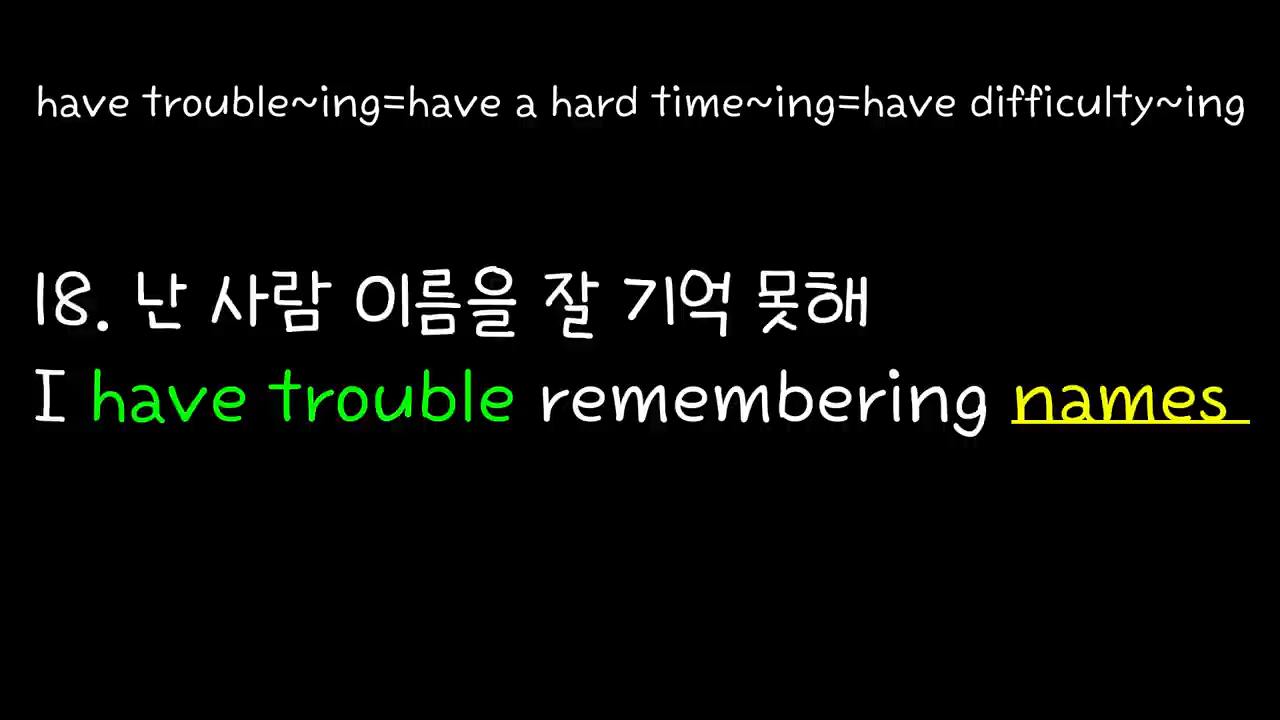 have trouble~ing=have a hard time~ing=have difficulty~ing
18. 난 사람 이름을 잘 기억 못해
I have trouble remembering names